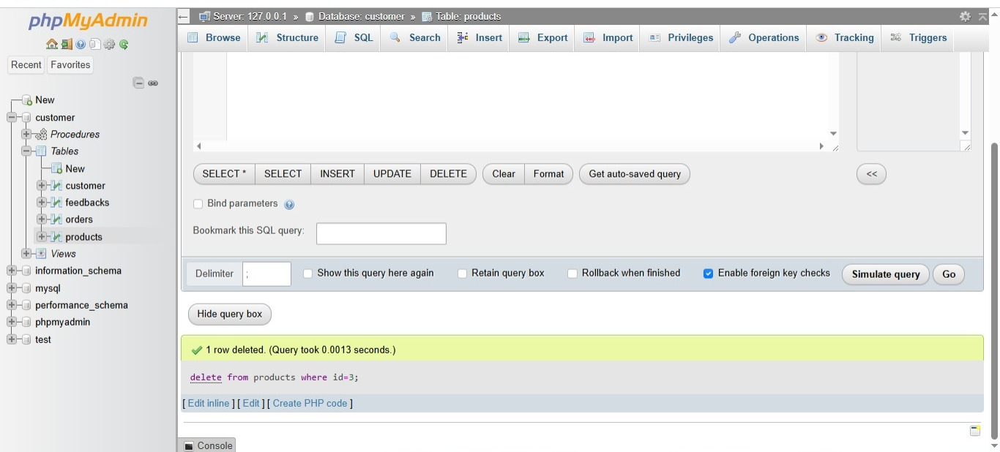 phpMyAdmin
Recent Favorites
New
customer
Procedures
Tables
New
customer
feedbacks
orders
products
Views
information_schema
mysql
performance_schema
phpmyadmin
test
Server: 127.0.0.1 » Database: customer » Table: products
Browse Structure SQL Search Insert Export Import Privileges Operations Tracking Triggers
SELECT * SELECT INSERT UPDATE DELETE Clear Format Get auto-saved query <<
Bind parameters
Bookmark this SQL query:
Delimiter ; Show this query here again Retain query box Rollback when finished Enable foreign key checks Simulate query Go
Hide query box
1 row deleted. (Query took 0.0013 seconds.)
delete from products where id=3;
[ Edit inline ] [ Edit ] [ Create PHP code ]
Console